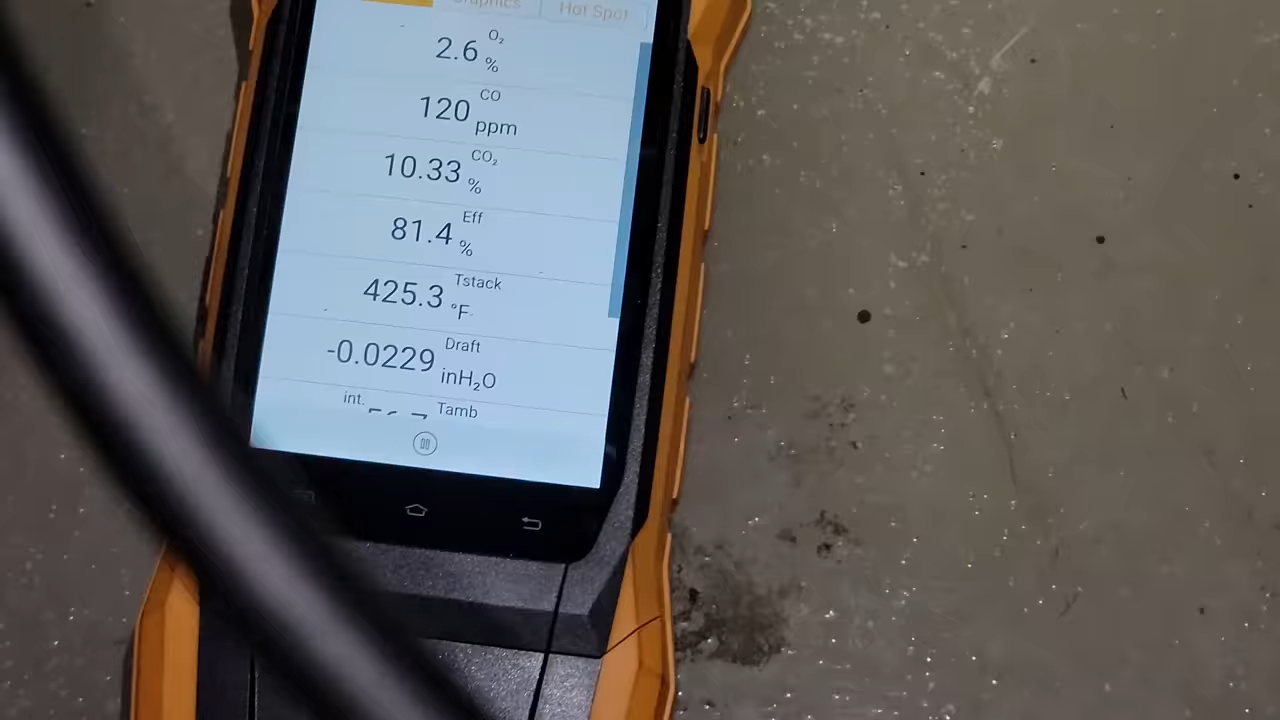 Graphics Hot Spot
2.6 O₂ %
120 CO ppm
10.33 CO₂ %
81.4 Eff %
425.3 Tstack °F
-0.0229 Draft inH₂O
int. Tamb